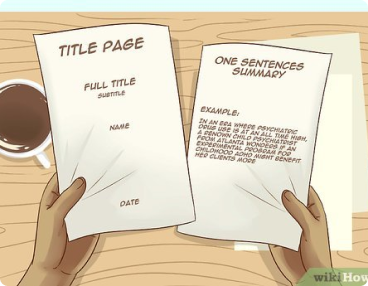 TITLE PAGE
FULL TITLE
SUBTITLE
NAME
DATE
ONE SENTENCES
SUMMARY
EXAMPLE:
IN AN ERA WHERE PSYCHIATRIC
DRUG USE IS AT AN ALL TIME HIGH,
A RENOWN CHILD PSYCHIATRIST
FROM ATLANTA WONDERS IF AN
EXPERIMENTAL PROGRAM FOR
CHILDHOOD ADHD MIGHT BENEFIT
HER CLIENTS MORE
wikiHow